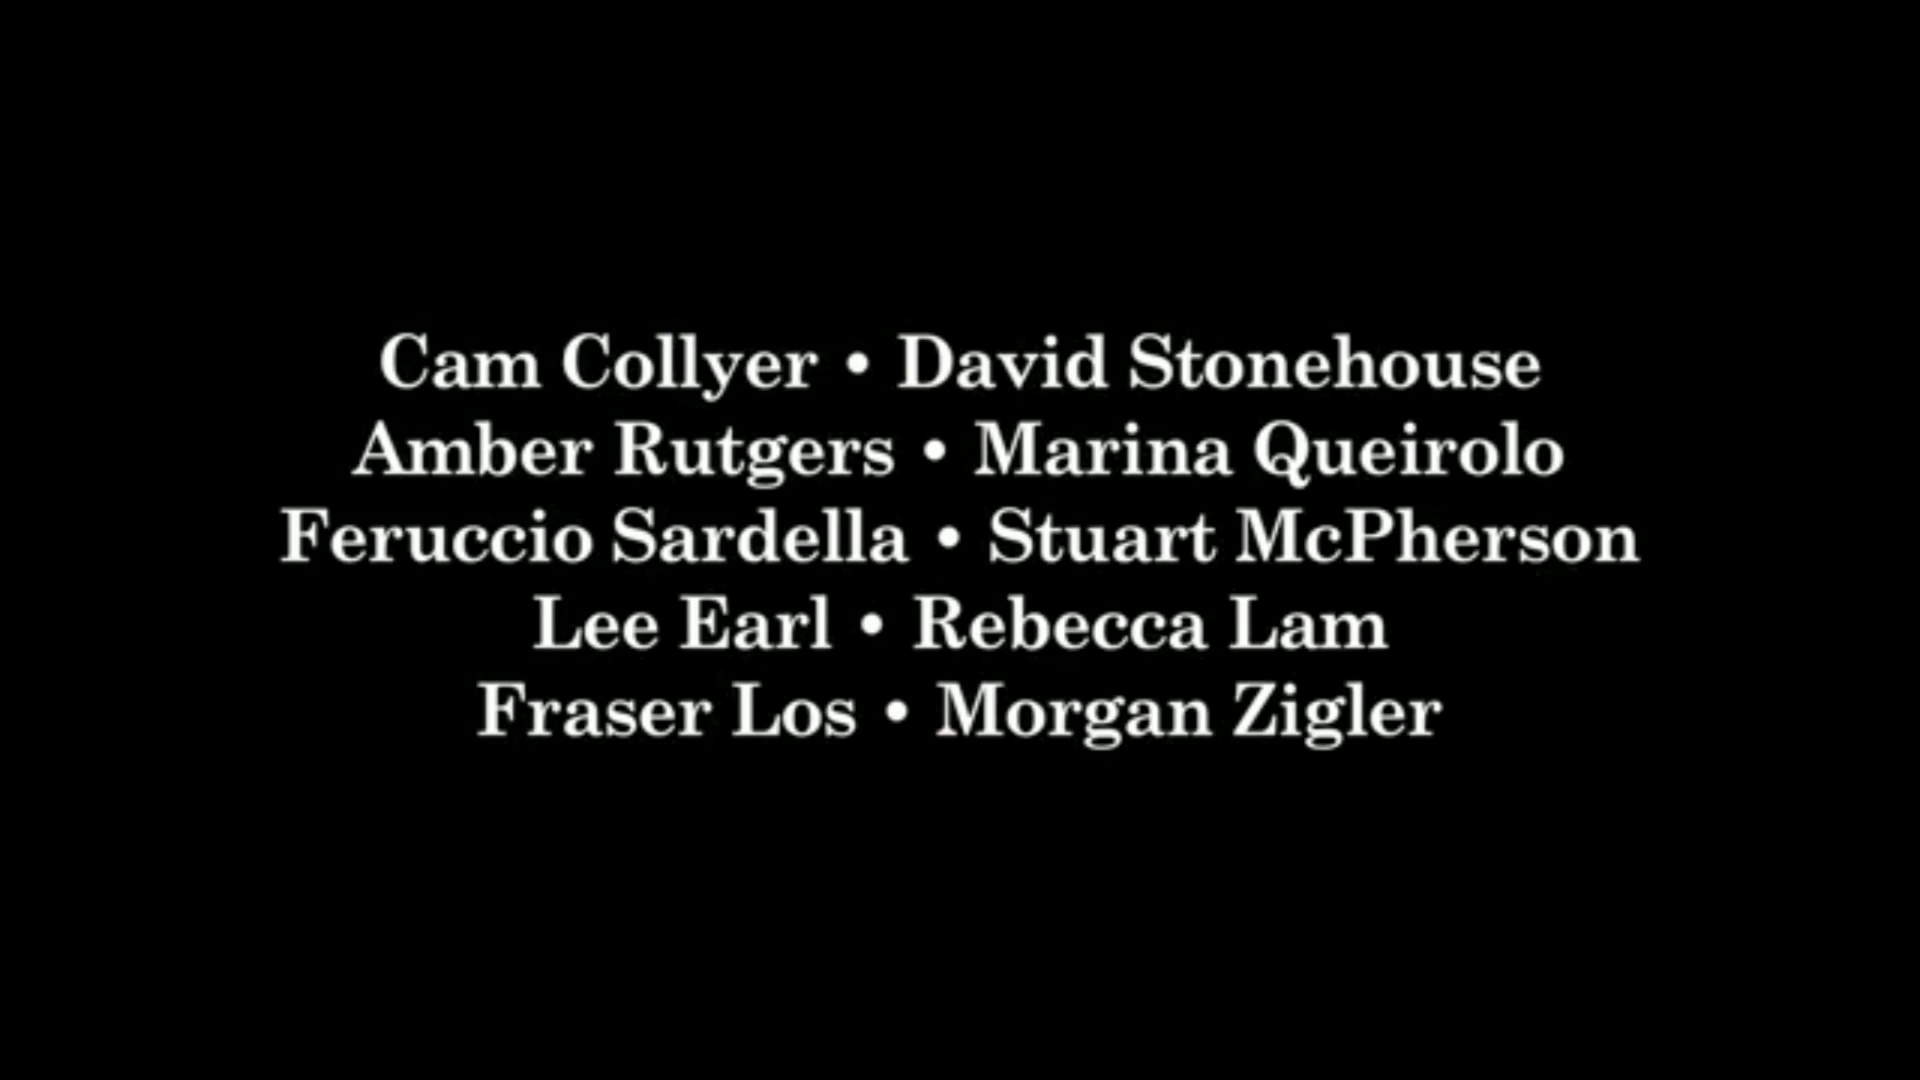 Cam Collyer • David Stonehouse
Amber Rutgers • Marina Queirolo
Feruccio Sardella • Stuart McPherson
Lee Earl • Rebecca Lam
Fraser Los • Morgan Zigler